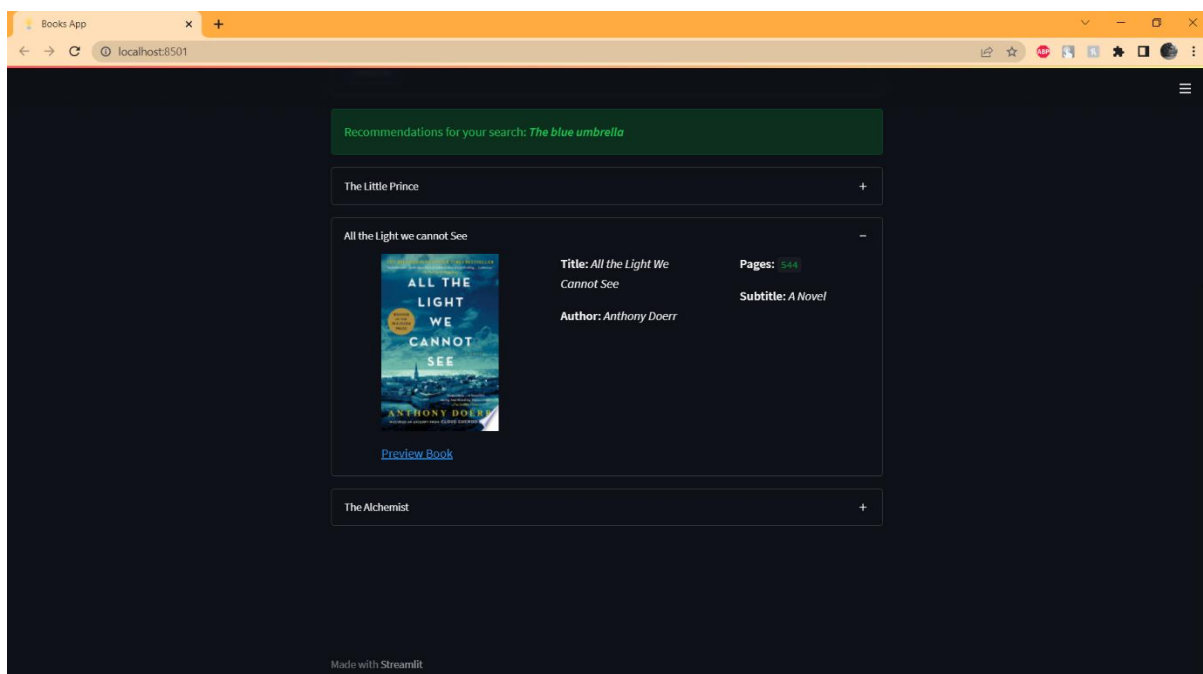 Books App
localhost:8501
ABP
Recommendations for your search: The blue umbrella
The Little Prince
+
All the Light we cannot See
−
ALL THE
LIGHT
WE
CANNOT
SEE
ANTHONY DOERR
Title: All the Light We
Cannot See
Author: Anthony Doerr
Pages: 544
Subtitle: A Novel
Preview Book
The Alchemist
+
Made with Streamlit